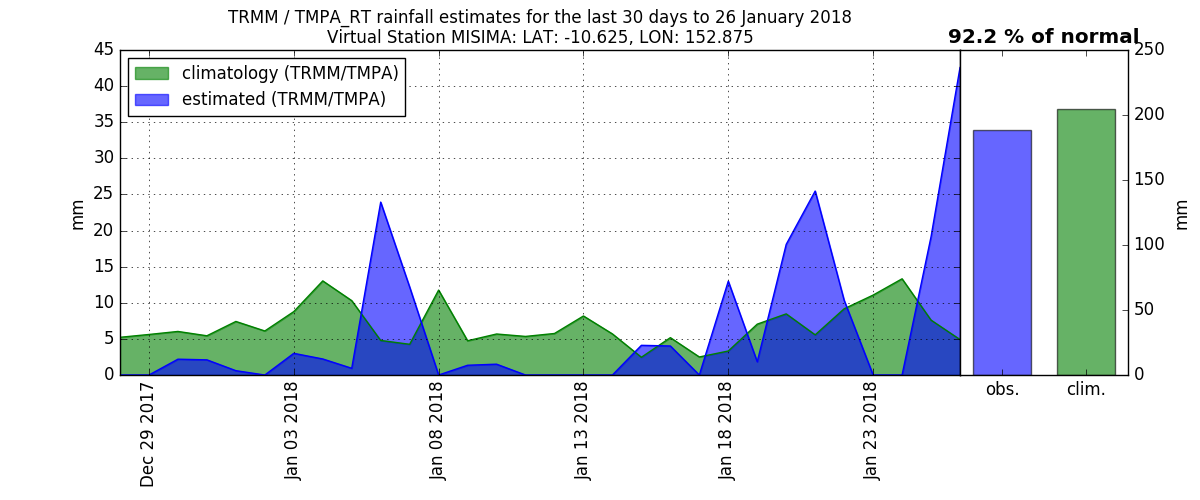 TRMM / TMPA_RT rainfall estimates for the last 30 days to 26 January 2018
Virtual Station MISIMA: LAT: -10.625, LON: 152.875
92.2 % of normal
climatology (TRMM/TMPA)
estimated (TRMM/TMPA)
mm
45
40
35
30
25
20
15
10
5
0
Dec 29 2017
Jan 03 2018
Jan 08 2018
Jan 13 2018
Jan 18 2018
Jan 23 2018
obs.
clim.
250
200
150
100
50
0
mm